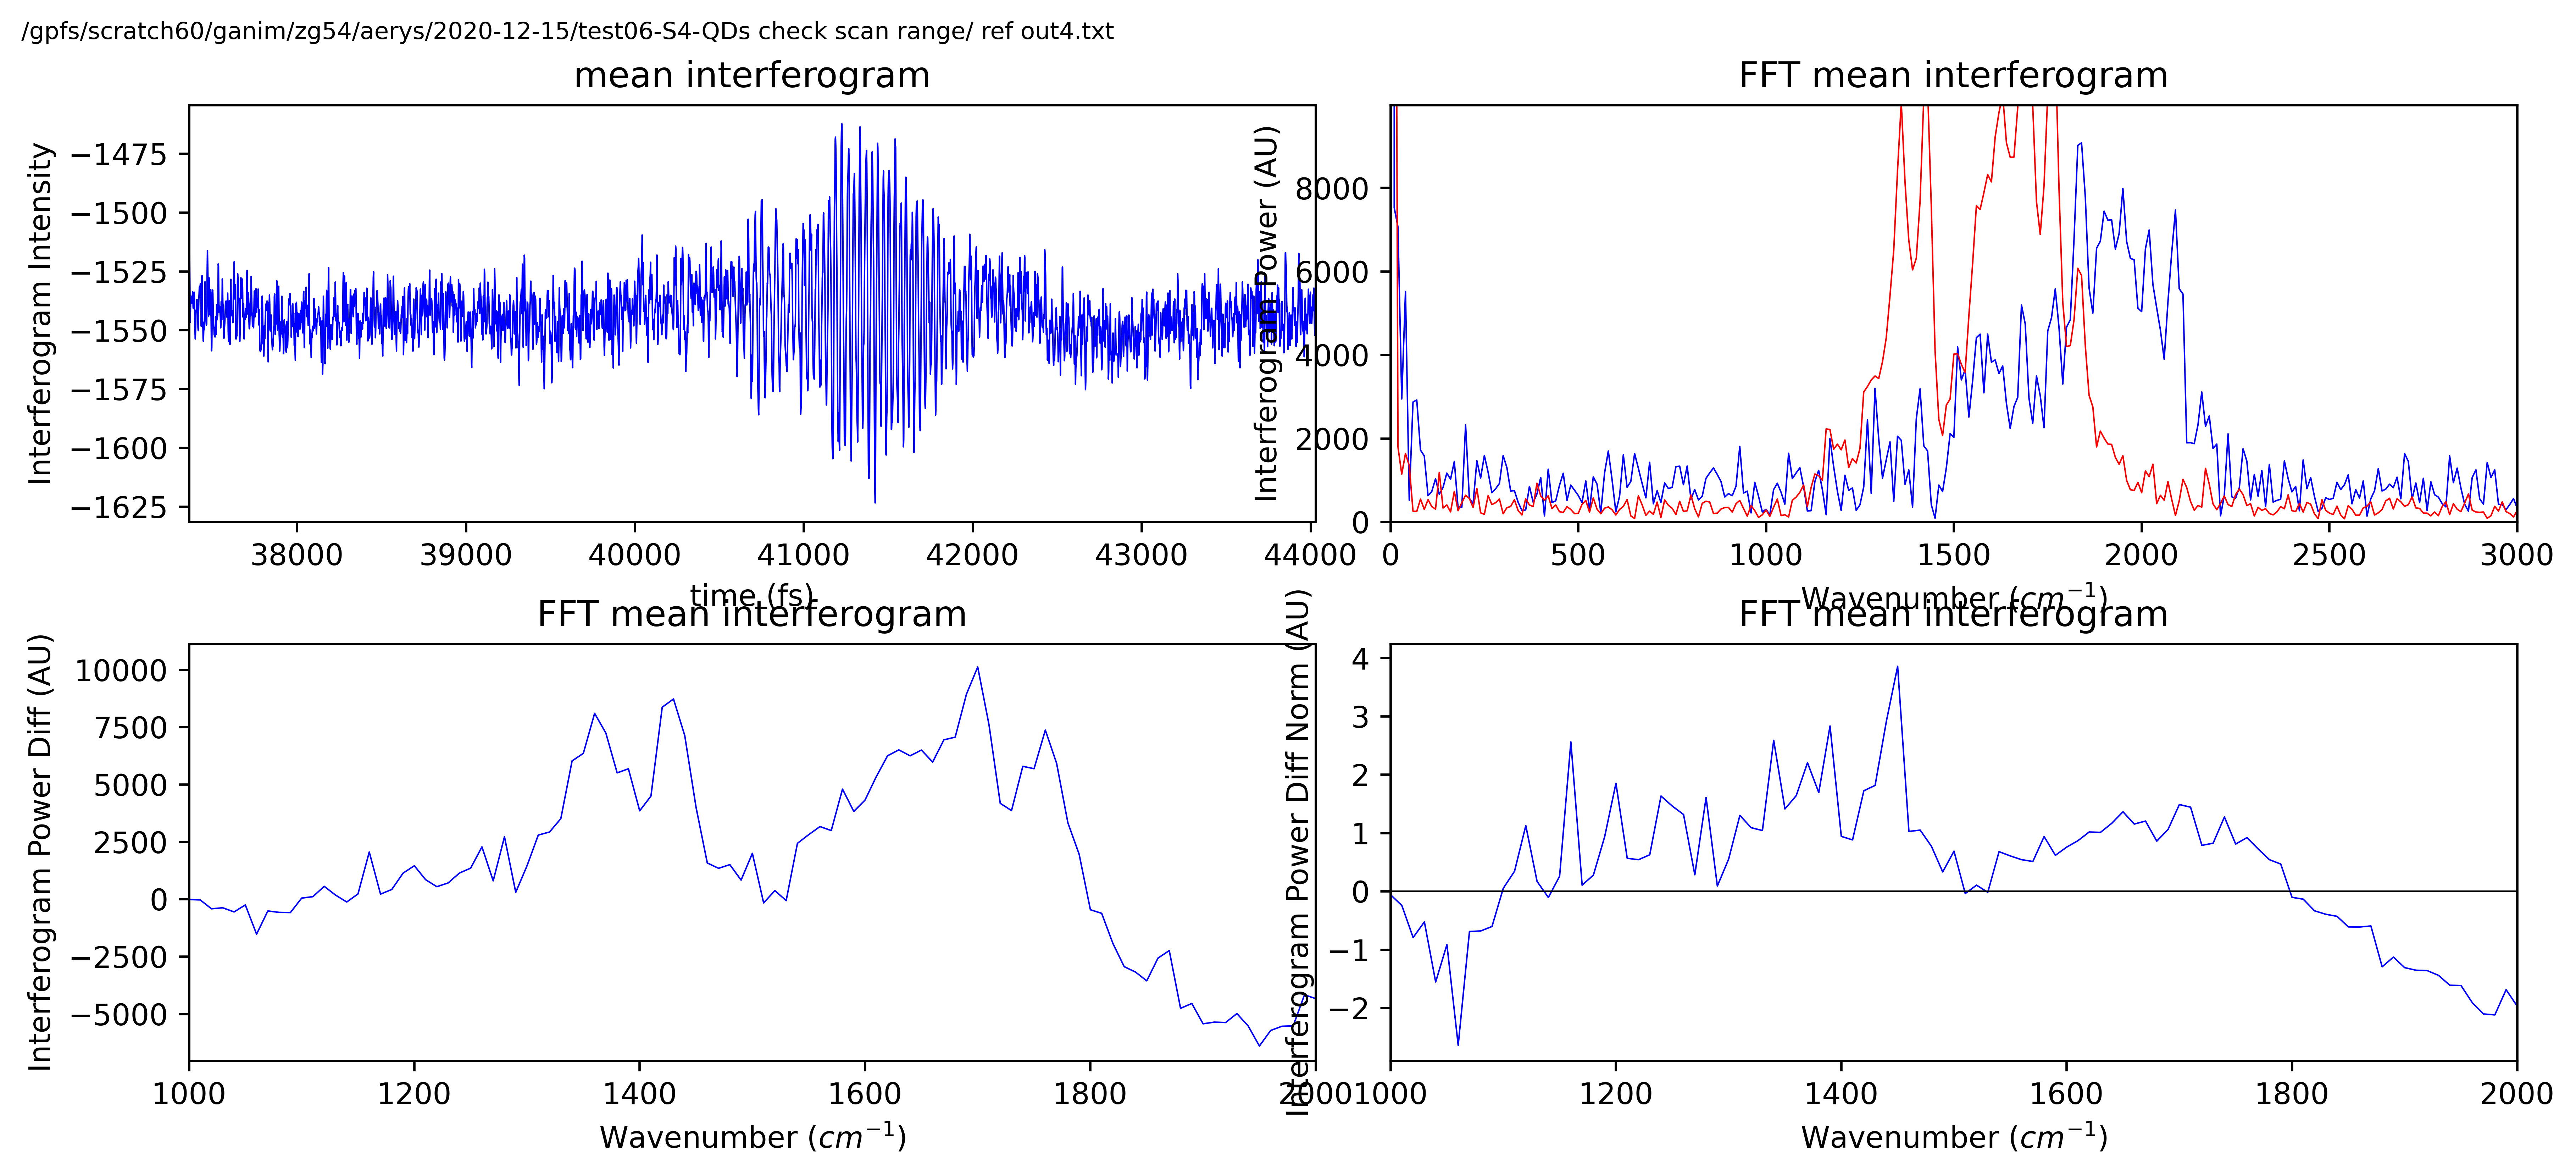 /gpfs/scratch60/ganim/zg54/aerys/2020-12-15/test06-S4-QDs check scan range/ ref out4.txt
mean interferogram
Interferogram Intensity
−1475
−1500
−1525
−1550
−1575
−1600
−1625
38000 39000 40000 41000 42000 43000 44000
time (fs)
FFT mean interferogram
Interferogram Power (AU)
8000
6000
4000
2000
0
0 500 1000 1500 2000 2500 3000
Wavenumber (cm⁻¹)
FFT mean interferogram
Interferogram Power Diff (AU)
10000
7500
5000
2500
0
−2500
−5000
1000 1200 1400 1600 1800 2000
Wavenumber (cm⁻¹)
FFT mean interferogram
Interferogram Power Diff Norm (AU)
4
3
2
1
0
−1
−2
1000 1200 1400 1600 1800 2000
Wavenumber (cm⁻¹)